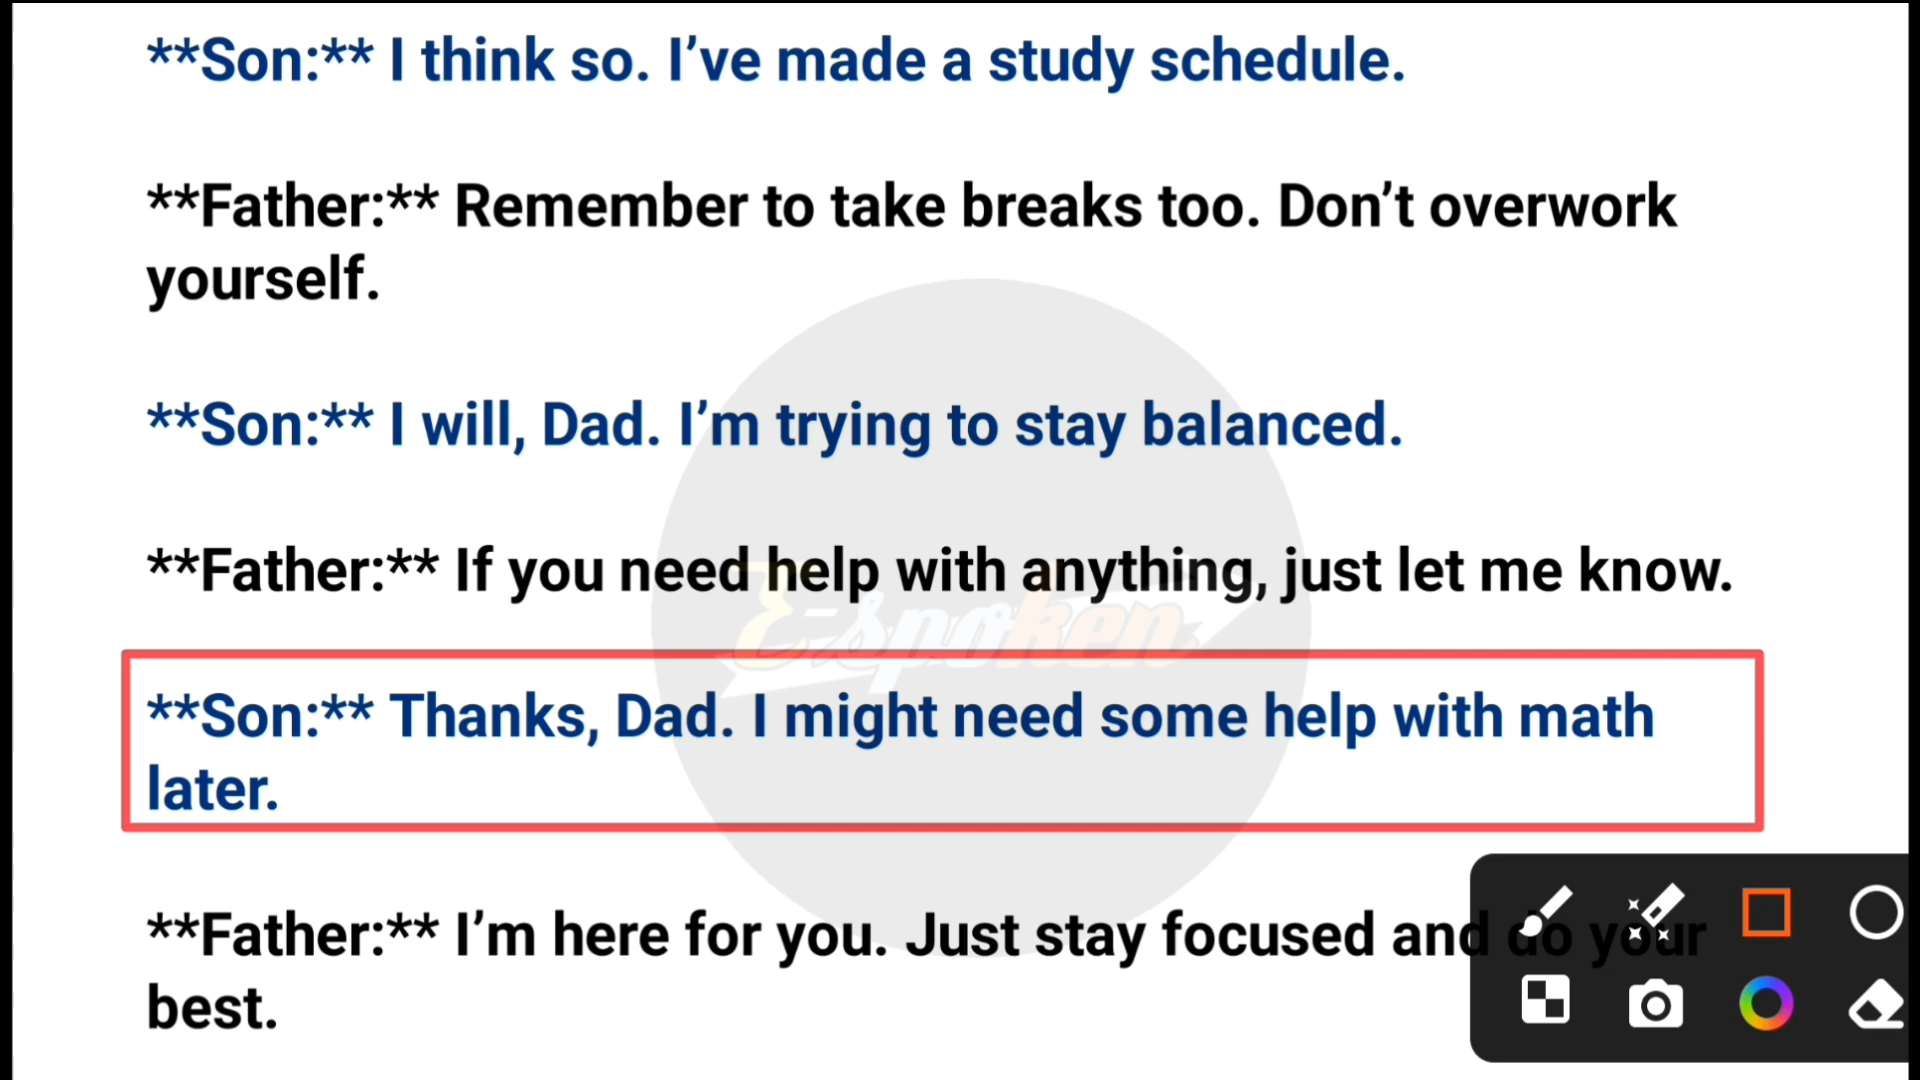 **Son:** I think so. I’ve made a study schedule.
**Father:** Remember to take breaks too. Don’t overwork
yourself.
**Son:** I will, Dad. I’m trying to stay balanced.
**Father:** If you need help with anything, just let me know.
E-spoken
**Son:** Thanks, Dad. I might need some help with math
later.
**Father:** I’m here for you. Just stay focused and do your
best.